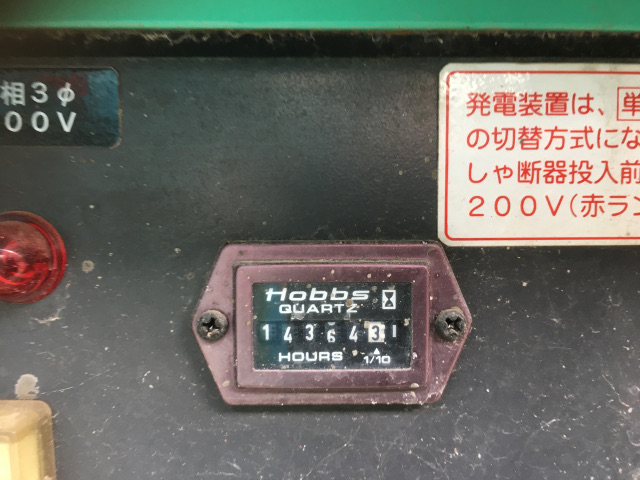 相3φ
00V
発電装置は、単
の切替方式にな
しゃ断器投入前
200V(赤ラン
Hobbs
QUARTZ
143643
HOURS 1/10